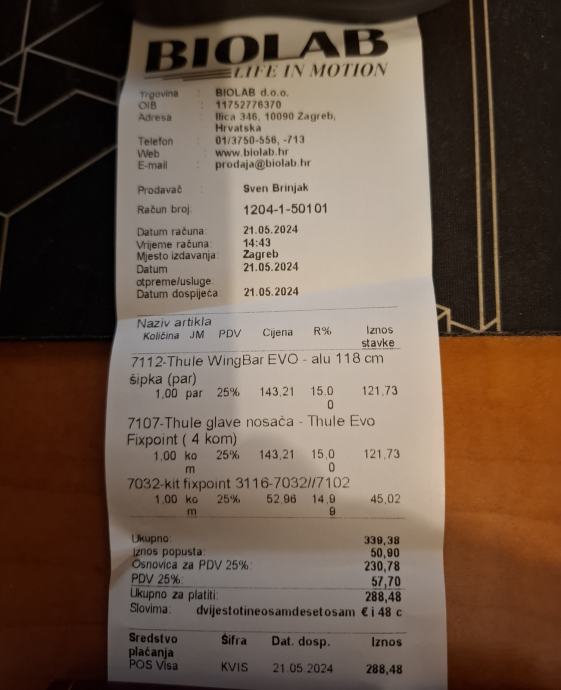 BIOLAB
LIFE IN MOTION
Trgovina : BIOLAB d.o.o.
OIB : 11752776370
Adresa : Ilica 346, 10090 Zagreb,
Hrvatska
Telefon : 01/3750-556, -713
Web : www.biolab.hr
E-mail : prodaja@biolab.hr
Prodavač : Sven Brinjak
Račun broj: 1204-1-50101
Datum računa: 21.05.2024
Vrijeme računa: 14:43
Mjesto izdavanja: Zagreb
Datum 21.05.2024
otpreme/usluge:
Datum dospijeća: 21.05.2024
Naziv artikla
Količina JM PDV Cijena R% Iznos
stavke
7112-Thule WingBar EVO - alu 118 cm
šipka (par)
1,00 par 25% 143,21 15,0 121,73
0
7107-Thule glave nosača - Thule Evo
Fixpoint ( 4 kom)
1,00 ko 25% 143,21 15,0 121,73
m 0
7032-kit fixpoint 3116-7032//7102
1,00 ko 25% 52,96 14,9 45,02
m 9
Ukupno: 339,38
Iznos popusta: 50,90
Osnovica za PDV 25%: 230,78
PDV 25%: 57,70
Ukupno za platiti: 288,48
Slovima: dvijestotineosamdesetosam € i 48 c
Sredstvo Šifra Dat. dosp. Iznos
plaćanja
POS Visa KVIS 21.05.2024 288,48